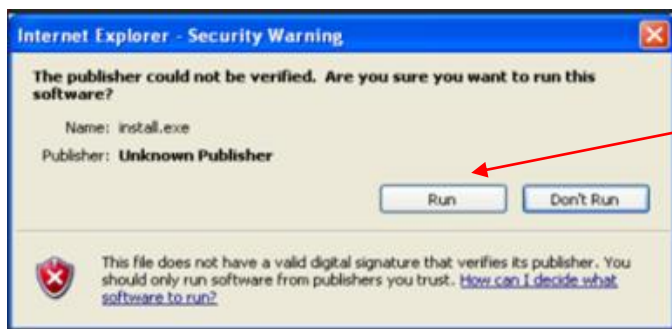 Internet Explorer - Security Warning
The publisher could not be verified. Are you sure you want to run this
software?
Name: install.exe
Publisher: Unknown Publisher
Run
Don't Run
This file does not have a valid digital signature that verifies its publisher. You
should only run software from publishers you trust. How can I decide what
software to run?